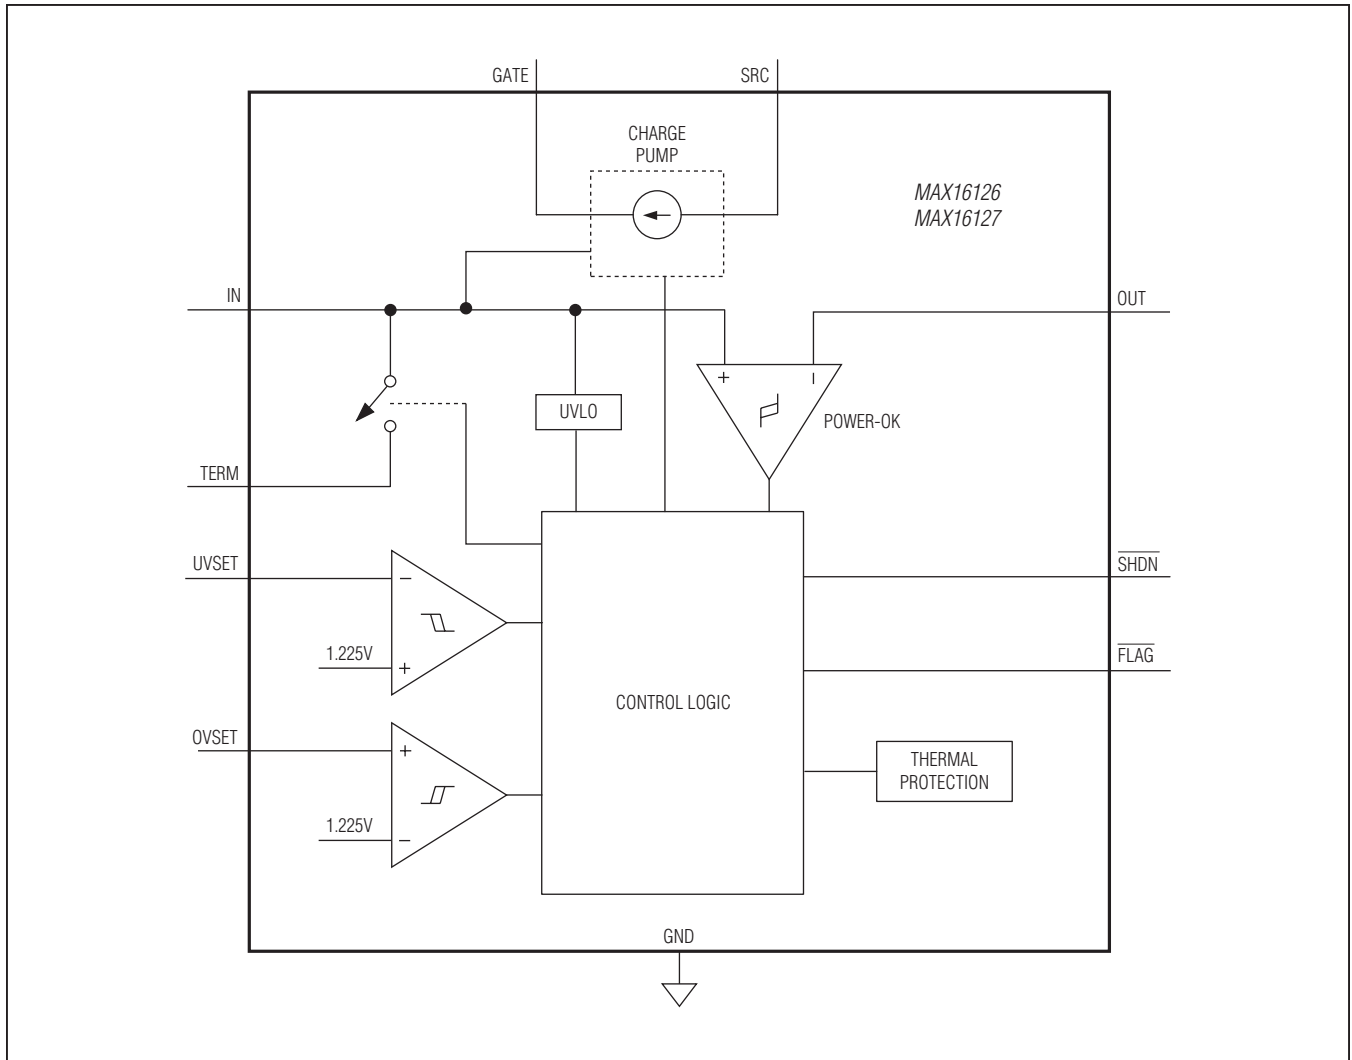 GATE
SRC
CHARGE
PUMP
MAX16126
MAX16127
IN
OUT
+
−
UVLO
POWER-OK
TERM
UVSET
−
SHDN
1.225V
+
FLAG
CONTROL LOGIC
OVSET
+
THERMAL
PROTECTION
1.225V
−
GND